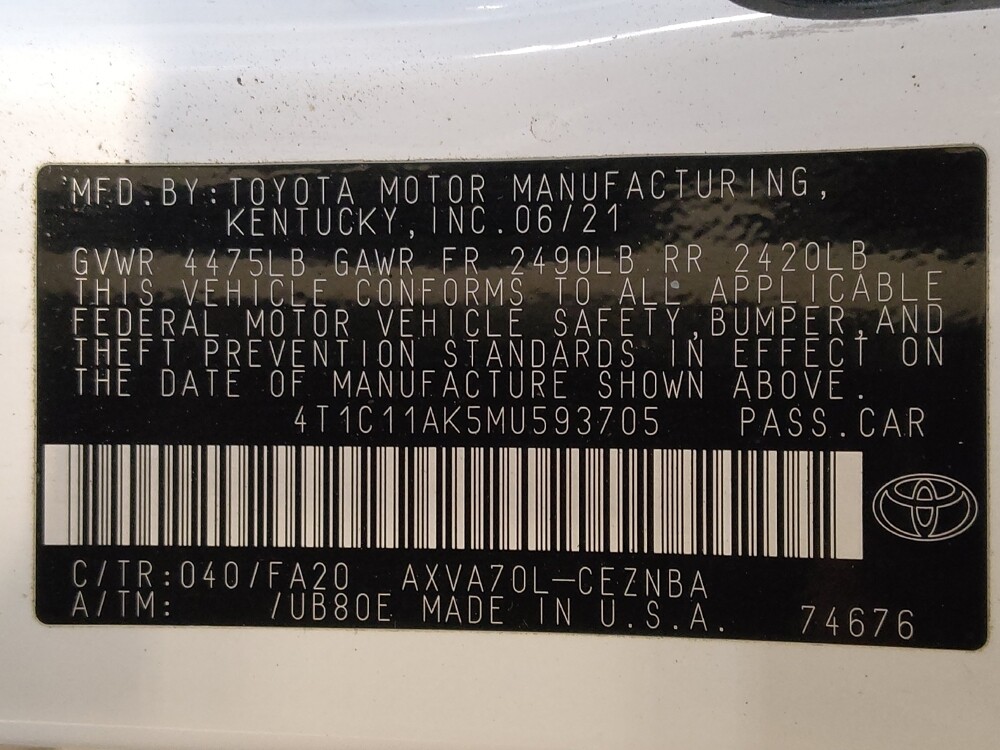 MFD.BY:TOYOTA MOTOR MANUFACTURING,
KENTUCKY,INC.06/21
GVWR 4475LB GAWR FR 2490LB RR 2420LB
THIS VEHICLE CONFORMS TO ALL APPLICABLE
FEDERAL MOTOR VEHICLE SAFETY,BUMPER,AND
THEFT PREVENTION STANDARDS IN EFFECT ON
THE DATE OF MANUFACTURE SHOWN ABOVE.
4T1C11AK5MU593705 PASS.CAR
C/TR:040/FA20 AXVA70L-CEZNBA
A/TM: /UB80E MADE IN U.S.A. 74676